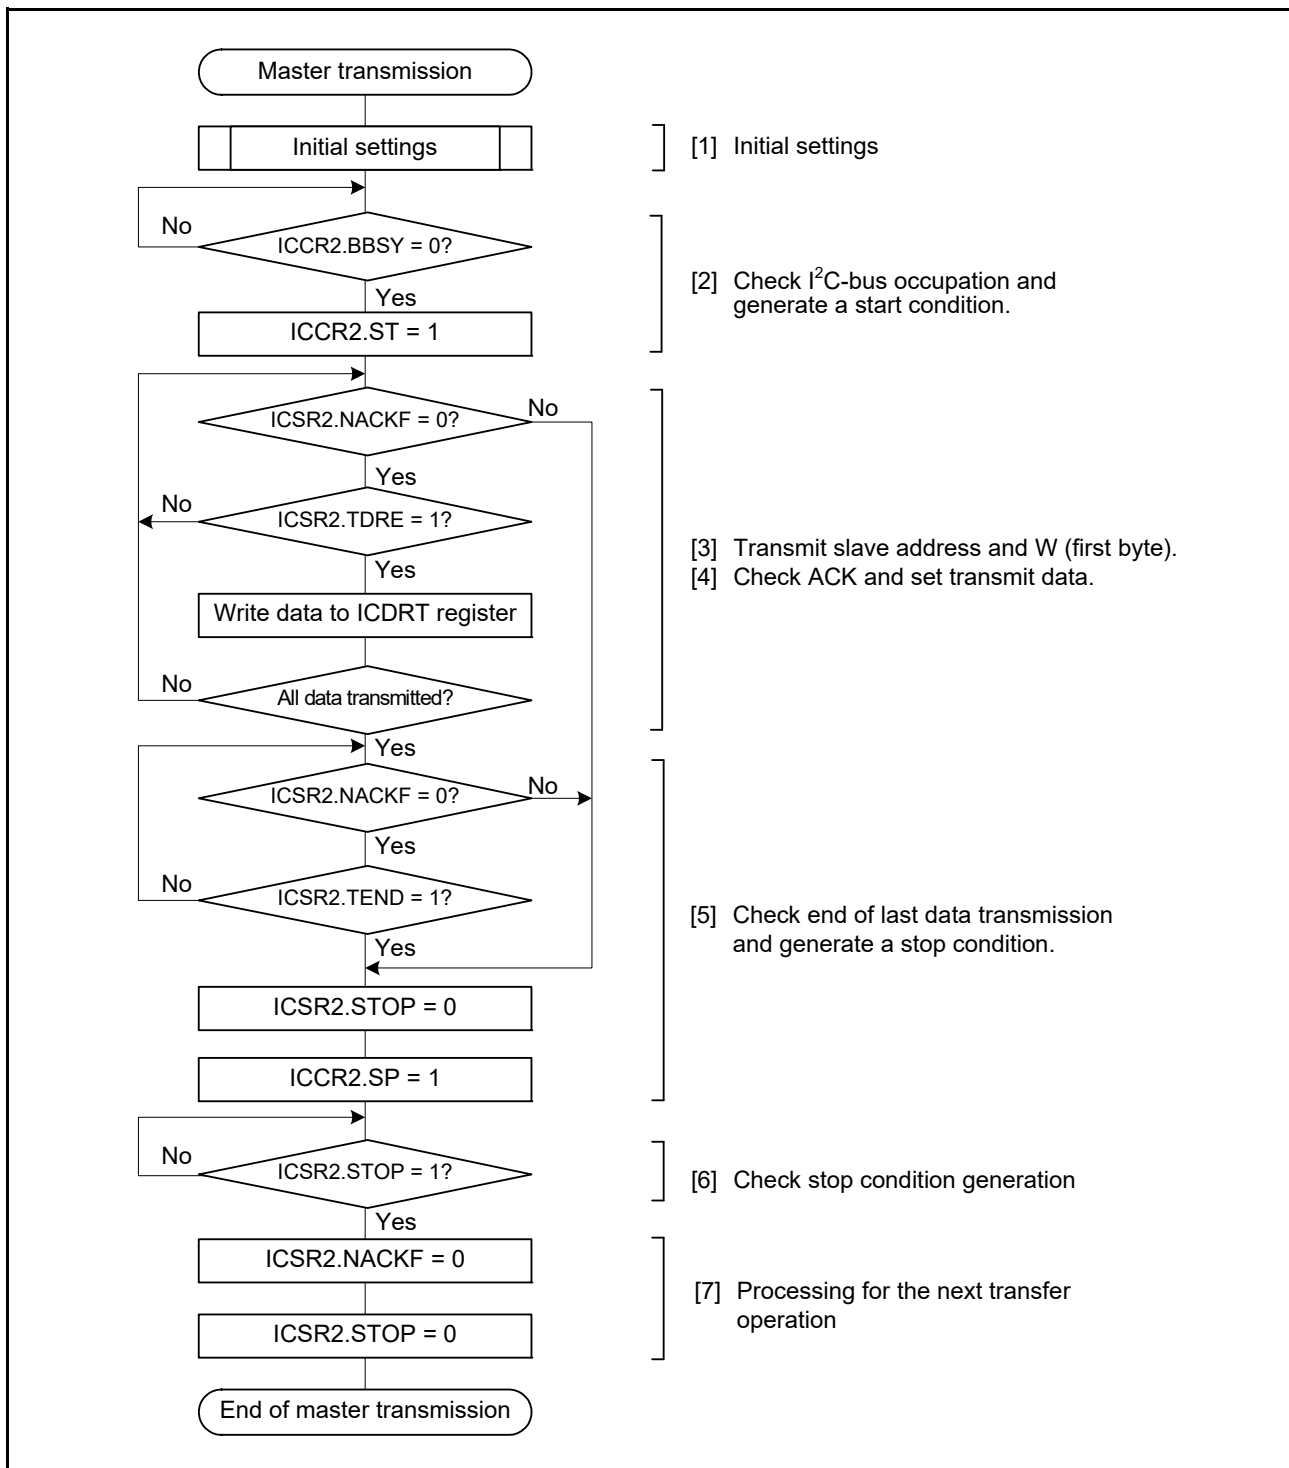 Master transmission
Initial settings
[1] Initial settings
No
ICCR2.BBSY = 0?
Yes
[2] Check I²C-bus occupation and
generate a start condition.
ICCR2.ST = 1
ICSR2.NACKF = 0?
No
Yes
No
ICSR2.TDRE = 1?
Yes
[3] Transmit slave address and W (first byte).
[4] Check ACK and set transmit data.
Write data to ICDRT register
No
All data transmitted?
Yes
ICSR2.NACKF = 0?
No
Yes
No
ICSR2.TEND = 1?
Yes
[5] Check end of last data transmission
and generate a stop condition.
ICSR2.STOP = 0
ICCR2.SP = 1
No
ICSR2.STOP = 1?
Yes
[6] Check stop condition generation
ICSR2.NACKF = 0
[7] Processing for the next transfer
operation
ICSR2.STOP = 0
End of master transmission